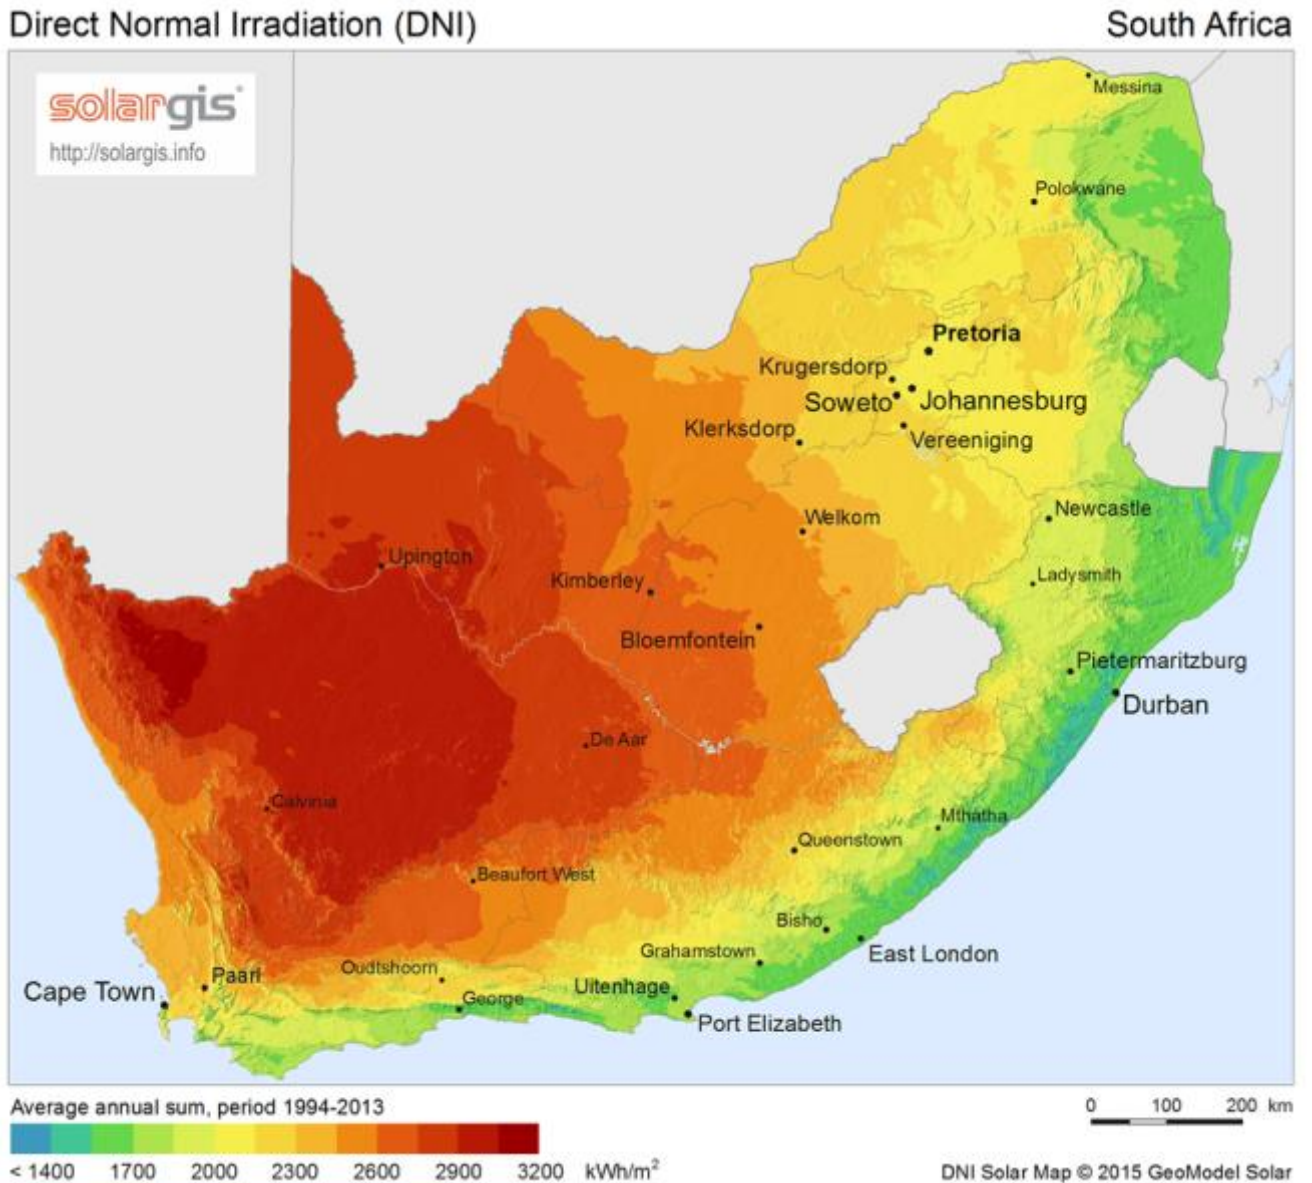 Direct Normal Irradiation (DNI)
South Africa
solargis
http://solargis.info
Messina
Polokwane
Pretoria
Krugersdorp
Soweto
Johannesburg
Klerksdorp
Vereeniging
Welkom
Newcastle
Upington
Kimberley
Ladysmith
Bloemfontein
Pietermaritzburg
Durban
De Aar
Calvinia
Mthatha
Queenstown
Beaufort West
Bisho
Grahamstown
East London
Oudtshoorn
Paarl
Uitenhage
Cape Town
George
Port Elizabeth
Average annual sum, period 1994-2013
0 100 200 km
< 1400 1700 2000 2300 2600 2900 3200 kWh/m²
DNI Solar Map © 2015 GeoModel Solar